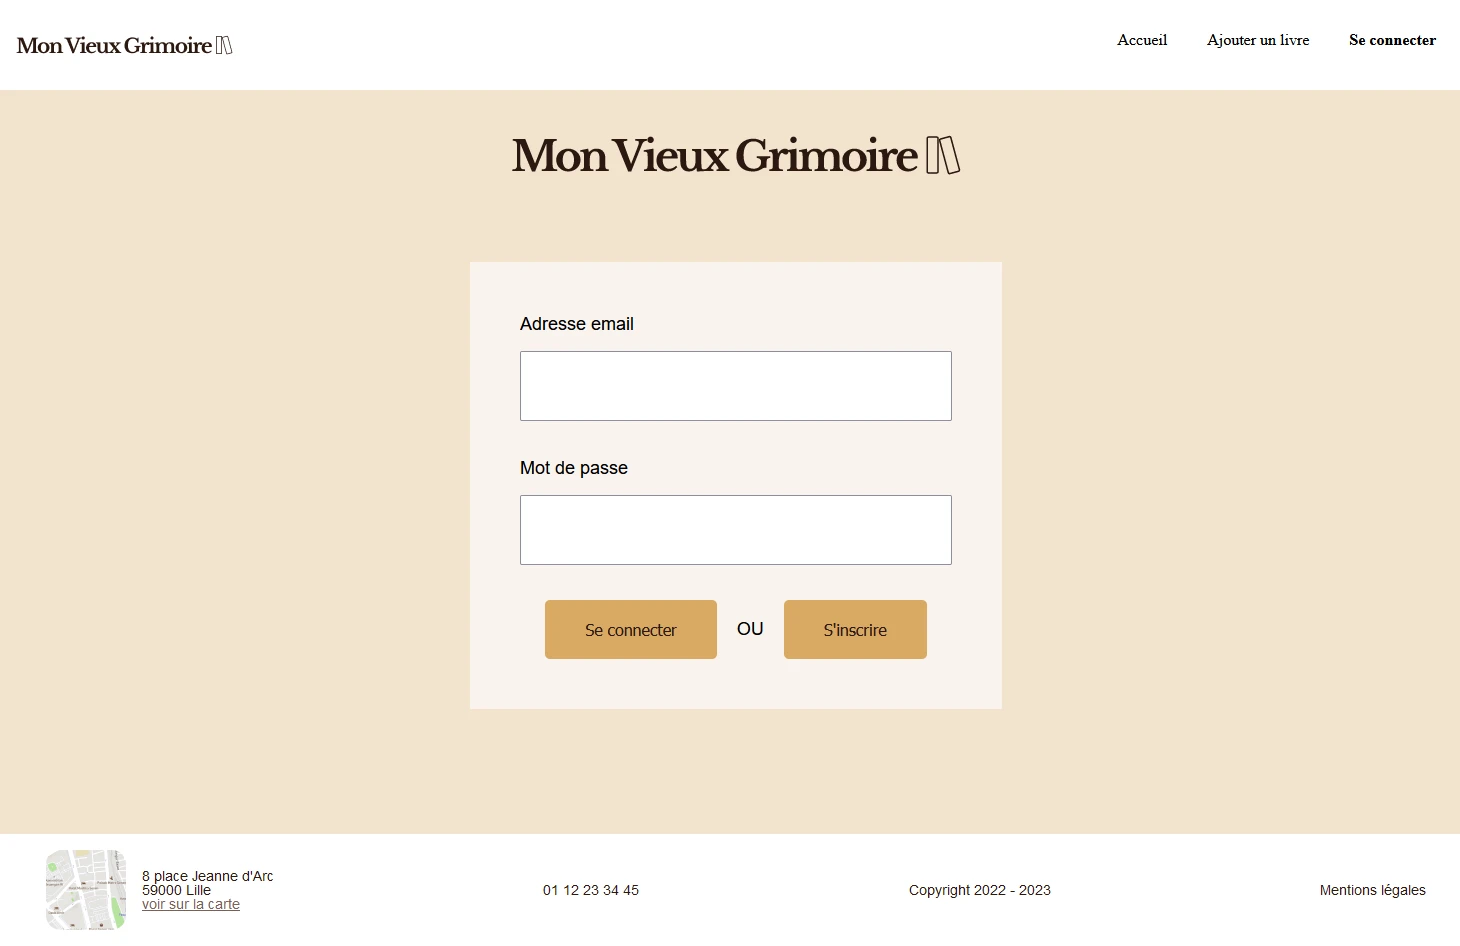 Mon Vieux Grimoire
Accueil
Ajouter un livre
Se connecter
Mon Vieux Grimoire
Adresse email
Mot de passe
Se connecter
OU
S'inscrire
8 place Jeanne d'Arc
59000 Lille
voir sur la carte
01 12 23 34 45
Copyright 2022 - 2023
Mentions légales